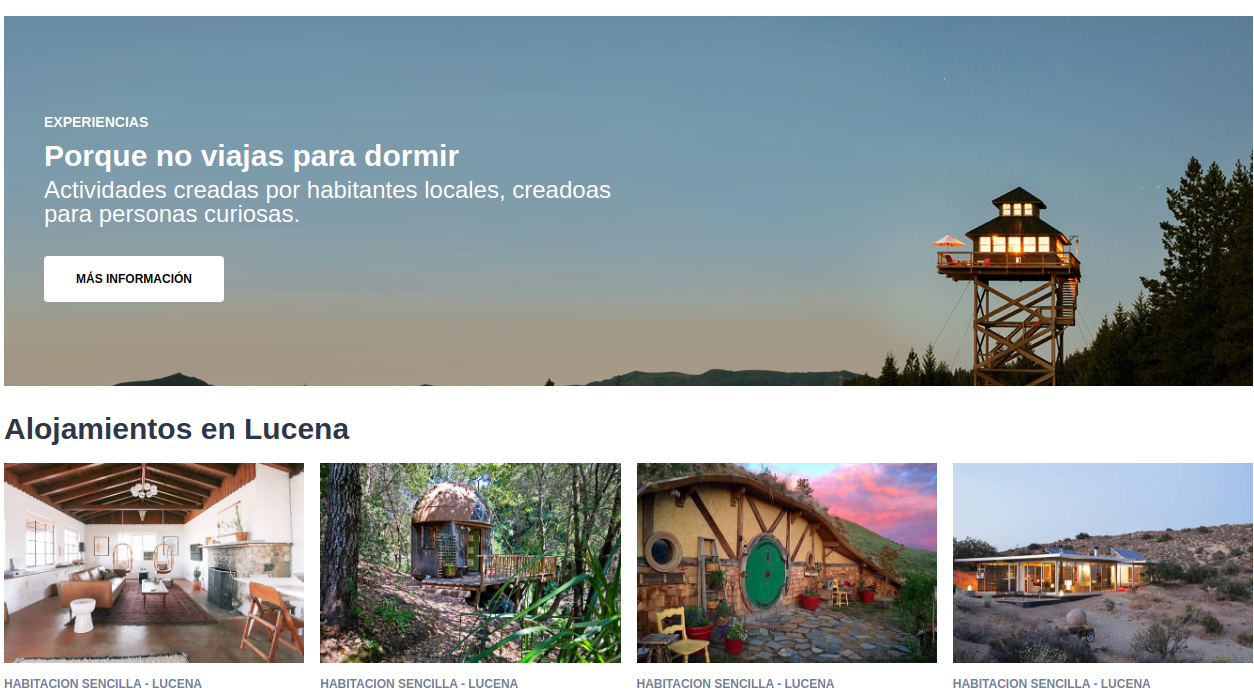 EXPERIENCIAS
Porque no viajas para dormir
Actividades creadas por habitantes locales, creadoas
para personas curiosas.
MÁS INFORMACIÓN
Alojamientos en Lucena
HABITACION SENCILLA - LUCENA
HABITACION SENCILLA - LUCENA
HABITACION SENCILLA - LUCENA
HABITACION SENCILLA - LUCENA